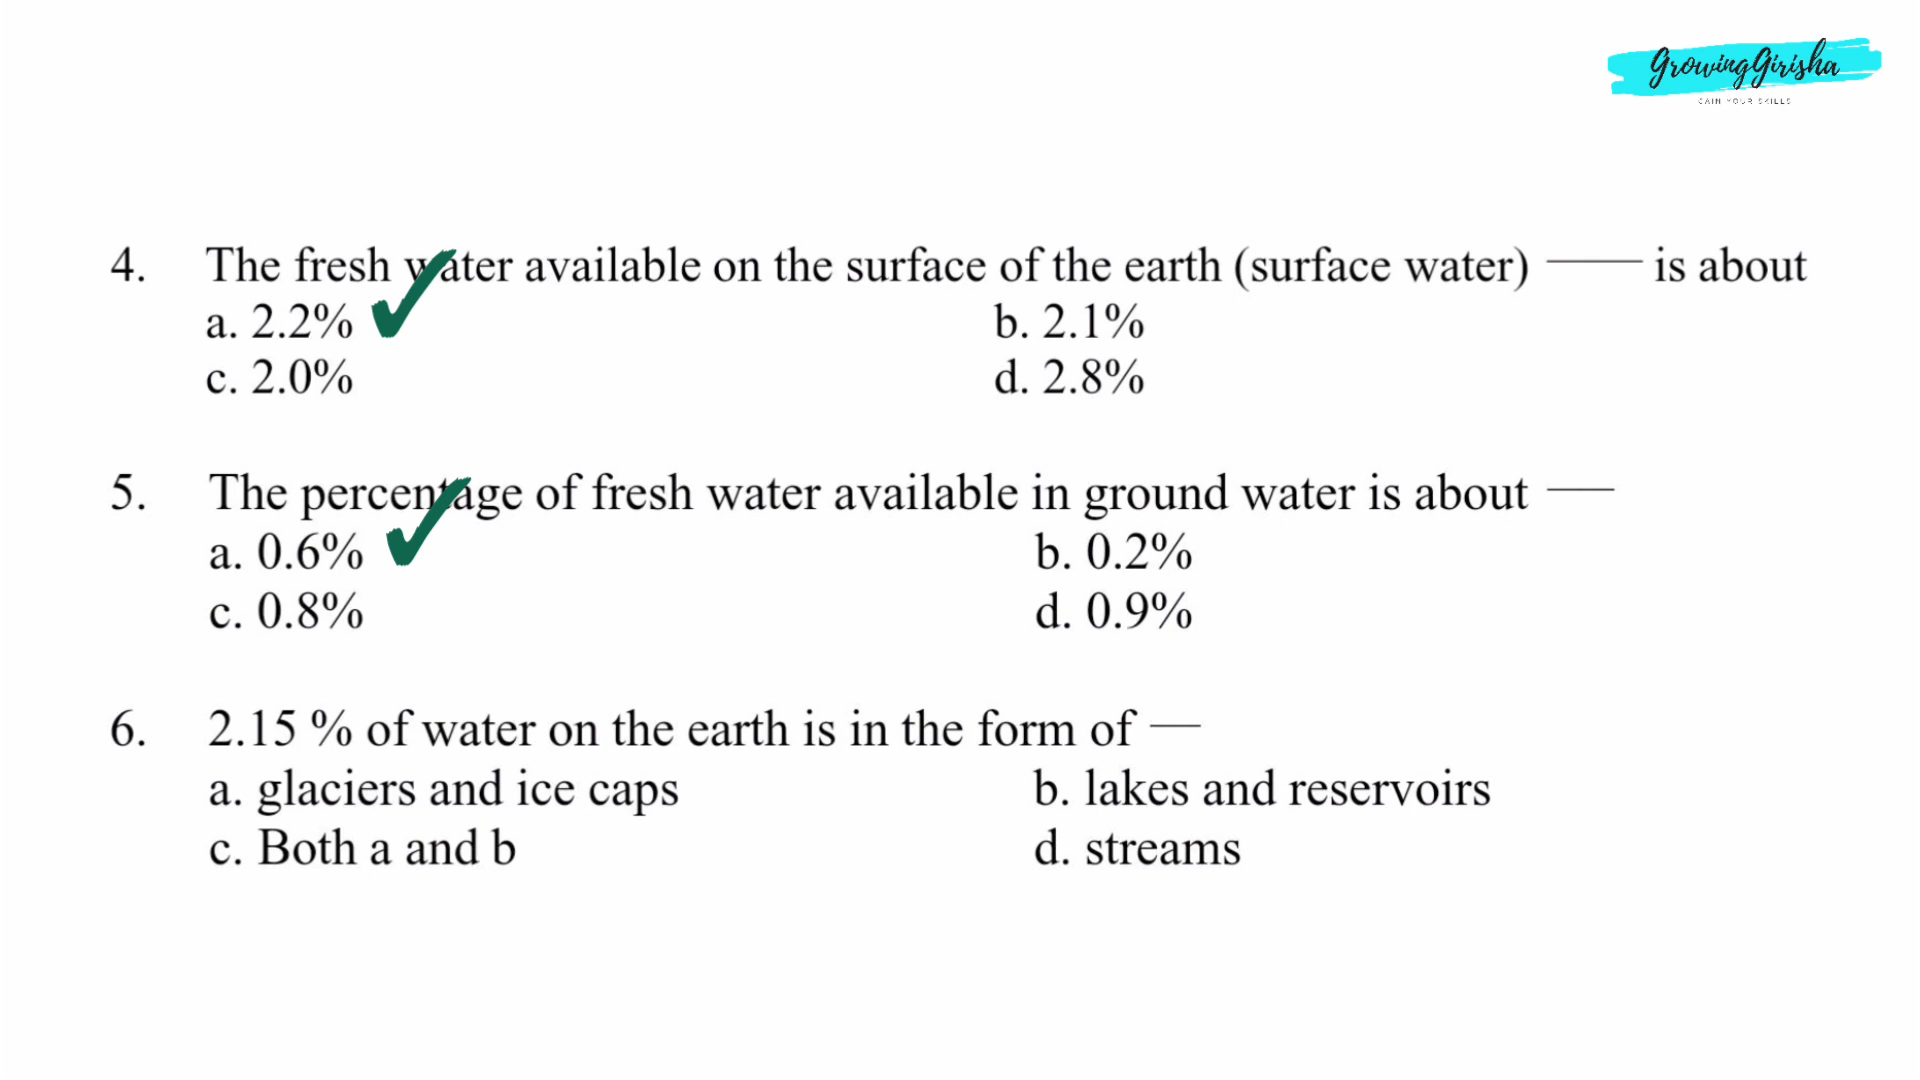 GrowingGirisha
GAIN YOUR SKILLS
4. The fresh water available on the surface of the earth (surface water) —— is about
a. 2.2% b. 2.1%
c. 2.0% d. 2.8%
5. The percentage of fresh water available in ground water is about —
a. 0.6% b. 0.2%
c. 0.8% d. 0.9%
6. 2.15 % of water on the earth is in the form of —
a. glaciers and ice caps b. lakes and reservoirs
c. Both a and b d. streams